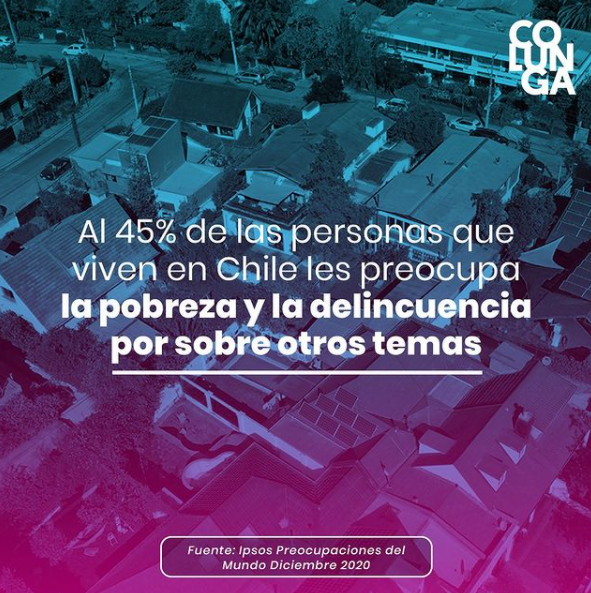 CO
LUN
GA
Al 45% de las personas que
viven en Chile les preocupa
la pobreza y la delincuencia
por sobre otros temas
Fuente: Ipsos Preocupaciones del
Mundo Diciembre 2020